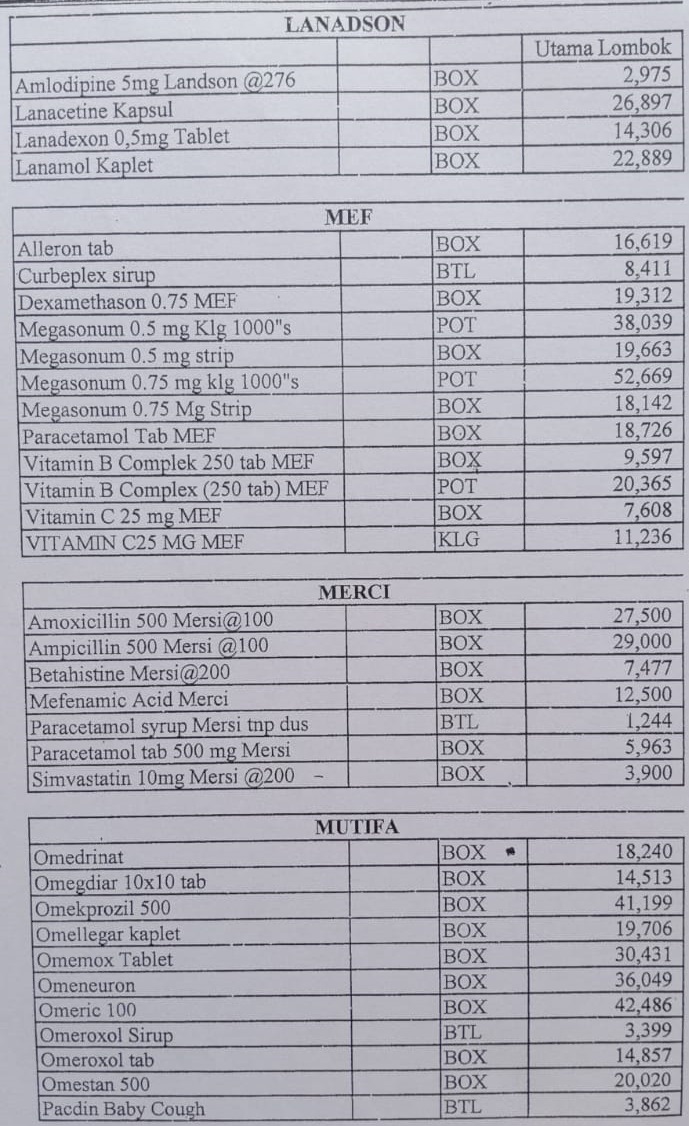 LANADSON
Utama Lombok
Amlodipine 5mg Landson @276 BOX 2,975
Lanacetine Kapsul BOX 26,897
Lanadexon 0,5mg Tablet BOX 14,306
Lanamol Kaplet BOX 22,889
MEF
Alleron tab BOX 16,619
Curbeplex sirup BTL 8,411
Dexamethason 0.75 MEF BOX 19,312
Megasonum 0.5 mg Klg 1000"s POT 38,039
Megasonum 0.5 mg strip BOX 19,663
Megasonum 0.75 mg klg 1000"s POT 52,669
Megasonum 0.75 Mg Strip BOX 18,142
Paracetamol Tab MEF BOX 18,726
Vitamin B Complek 250 tab MEF BOX 9,597
Vitamin B Complex (250 tab) MEF POT 20,365
Vitamin C 25 mg MEF BOX 7,608
VITAMIN C25 MG MEF KLG 11,236
MERCI
Amoxicillin 500 Mersi@100 BOX 27,500
Ampicillin 500 Mersi @100 BOX 29,000
Betahistine Mersi@200 BOX 7,477
Mefenamic Acid Merci BOX 12,500
Paracetamol syrup Mersi tnp dus BTL 1,244
Paracetamol tab 500 mg Mersi BOX 5,963
Simvastatin 10mg Mersi @200 - BOX 3,900
MUTIFA
Omedrinat BOX 18,240
Omegdiar 10x10 tab BOX 14,513
Omekprozil 500 BOX 41,199
Omellegar kaplet BOX 19,706
Omemox Tablet BOX 30,431
Omeneuron BOX 36,049
Omeric 100 BOX 42,486
Omeroxol Sirup BTL 3,399
Omeroxol tab BOX 14,857
Omestan 500 BOX 20,020
Pacdin Baby Cough BTL 3,862